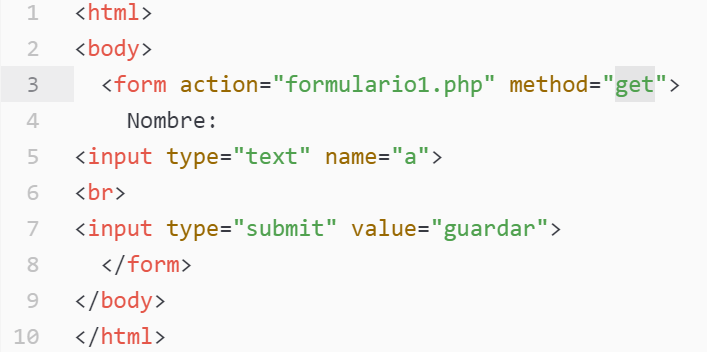 1 <html>
2 <body>
3 <form action="formulario1.php" method="get">
4 Nombre:
5 <input type="text" name="a">
6 <br>
7 <input type="submit" value="guardar">
8 </form>
9 </body>
10 </html>